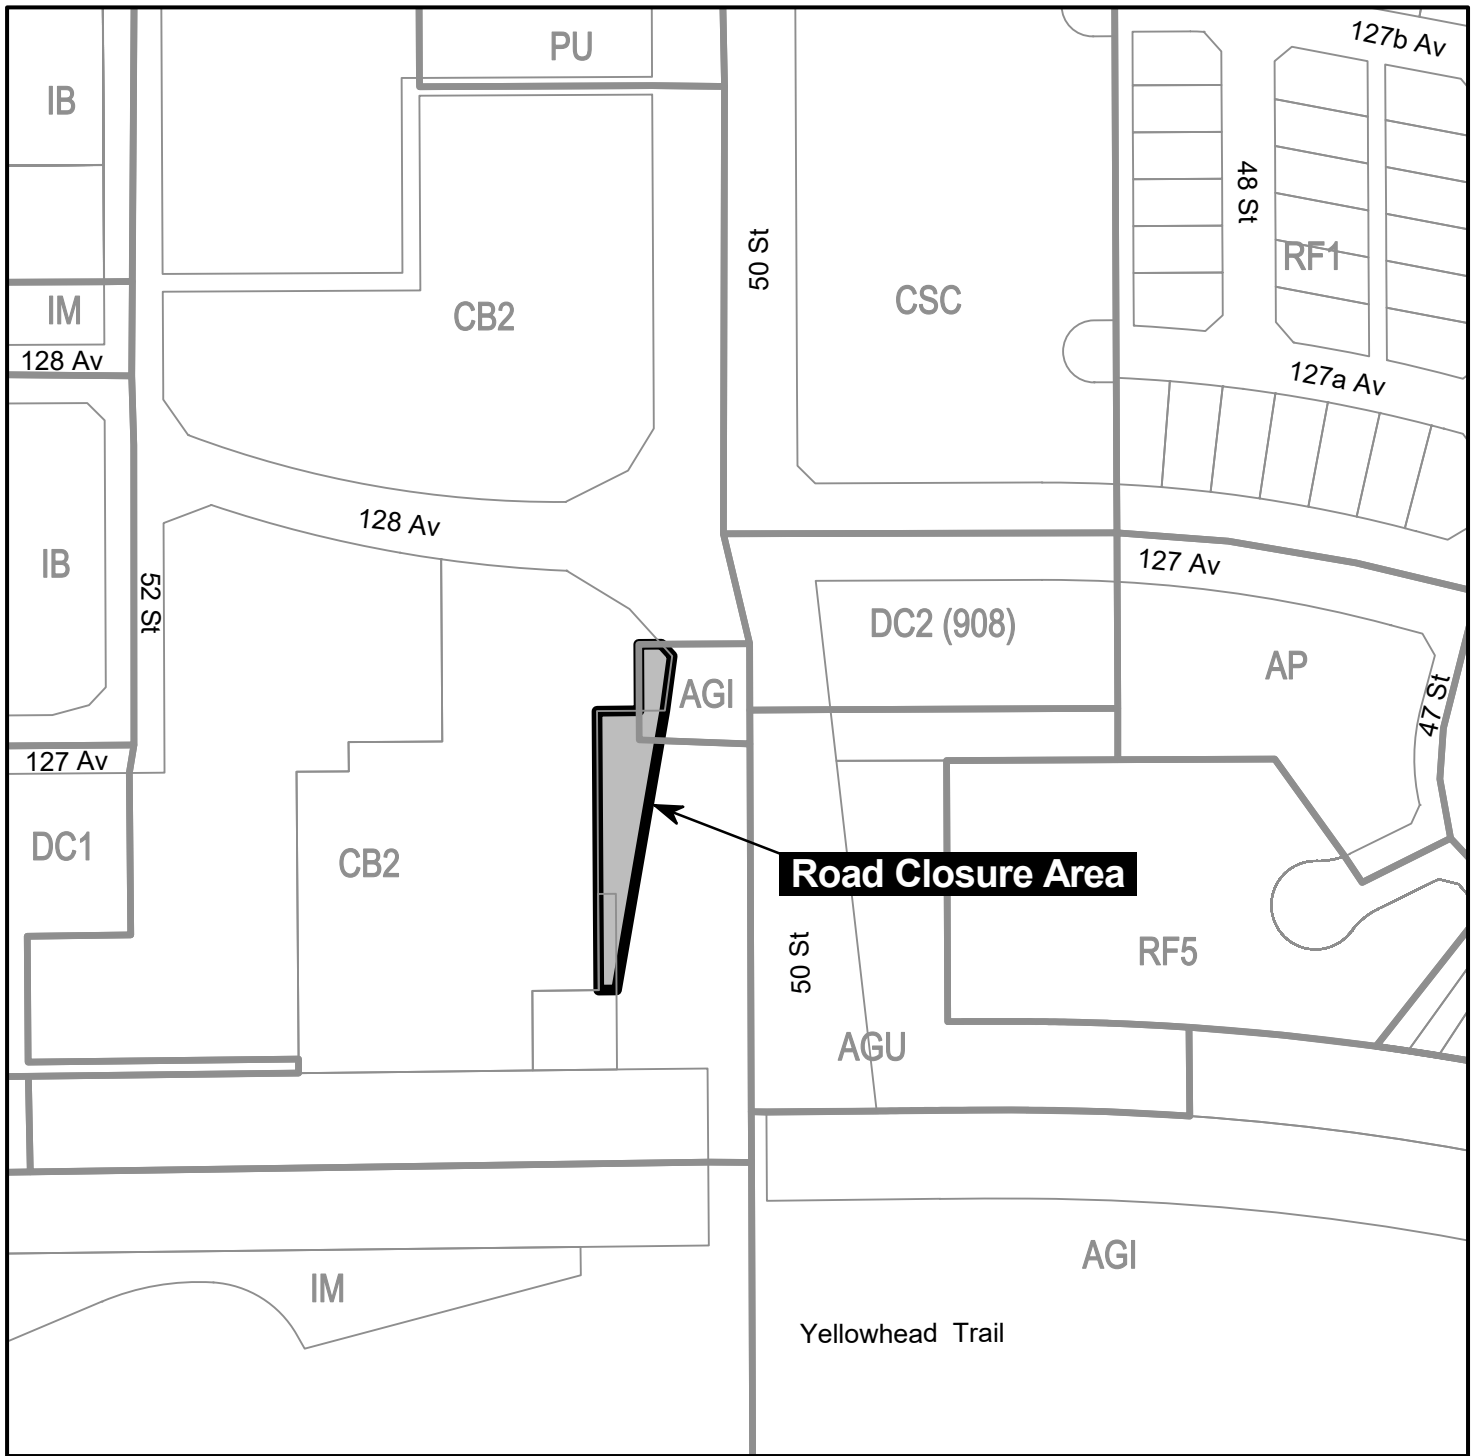 127b Av
PU
IB
48 St
50 St
RF1
CSC
IM
CB2
128 Av
127a Av
128 Av
IB
127 Av
52 St
DC2 (908)
AP
AGI
47 St
127 Av
DC1
CB2
Road Closure Area
RF5
50 St
AGU
AGI
IM
Yellowhead Trail